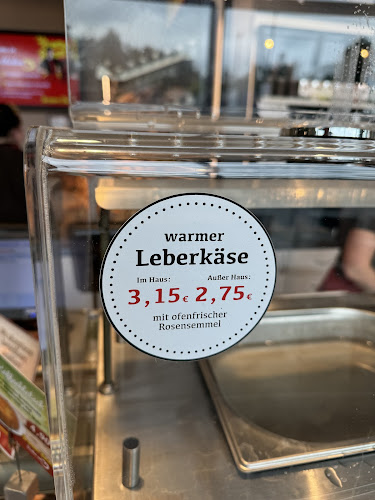 warmer
Leberkäse
Im Haus: Außer Haus:
3,15€ 2,75€
mit ofenfrischer
Rosensemmel